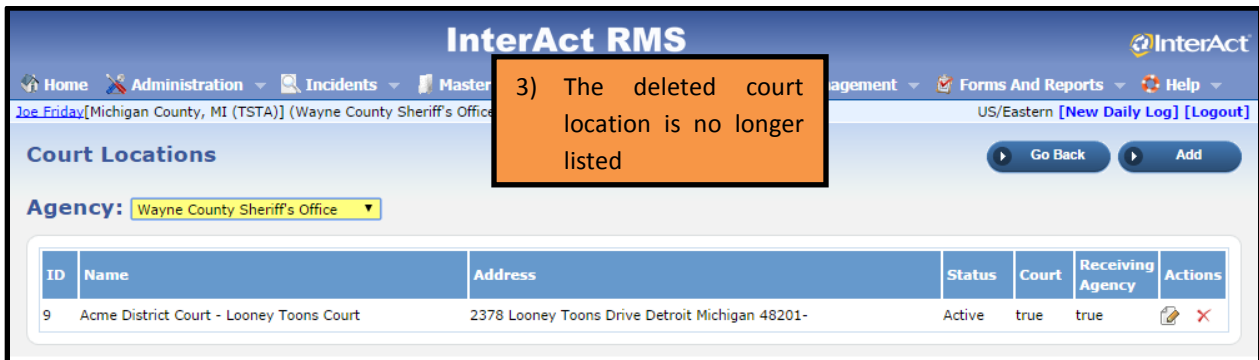 InterAct RMS
InterAct
Home Administration Incidents Master agement Forms And Reports Help
Joe Friday[Michigan County, MI (TSTA)] (Wayne County Sheriff's Office US/Eastern [New Daily Log] [Logout]
3) The deleted court
location is no longer
listed
Court Locations
Go Back Add
Agency: Wayne County Sheriff's Office
ID Name Address Status Court Receiving Agency Actions
9 Acme District Court - Looney Toons Court 2378 Looney Toons Drive Detroit Michigan 48201- Active true true